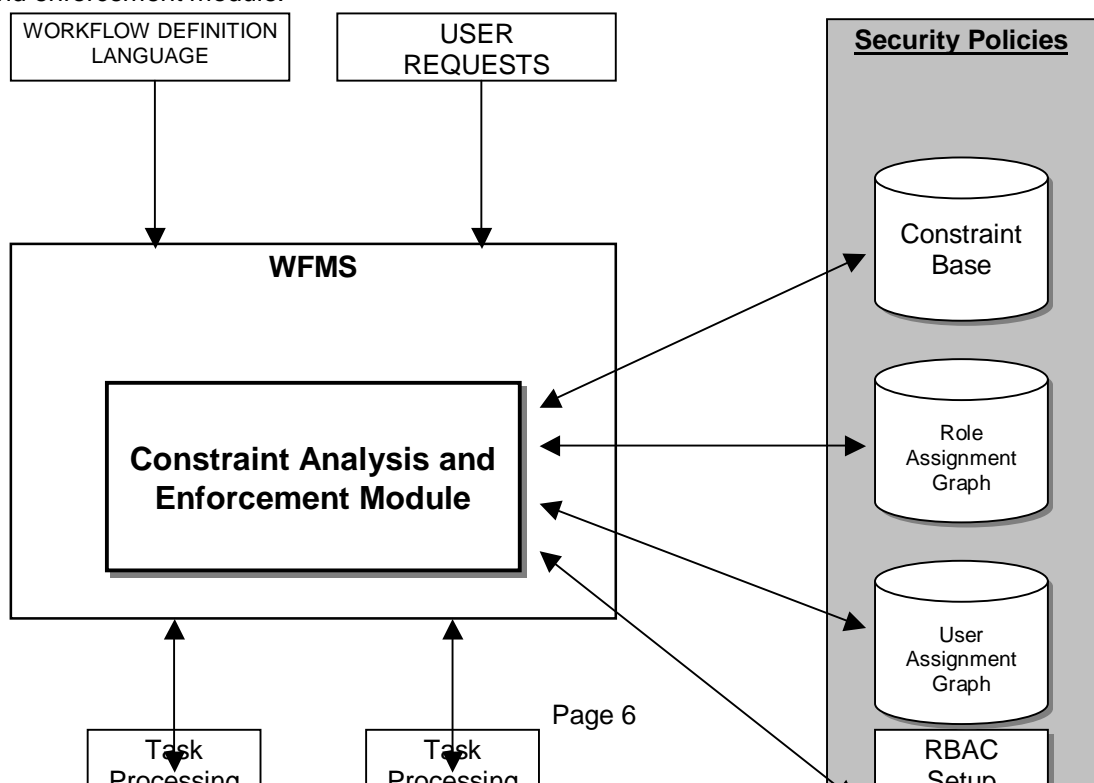 enforcement module.
WORKFLOW DEFINITION
LANGUAGE
USER
REQUESTS
Security Policies
Constraint
Base
WFMS
Role
Assignment
Graph
Constraint Analysis and
Enforcement Module
User
Assignment
Graph
Page 6
Task
Processing
Task
Processing
RBAC
Setup